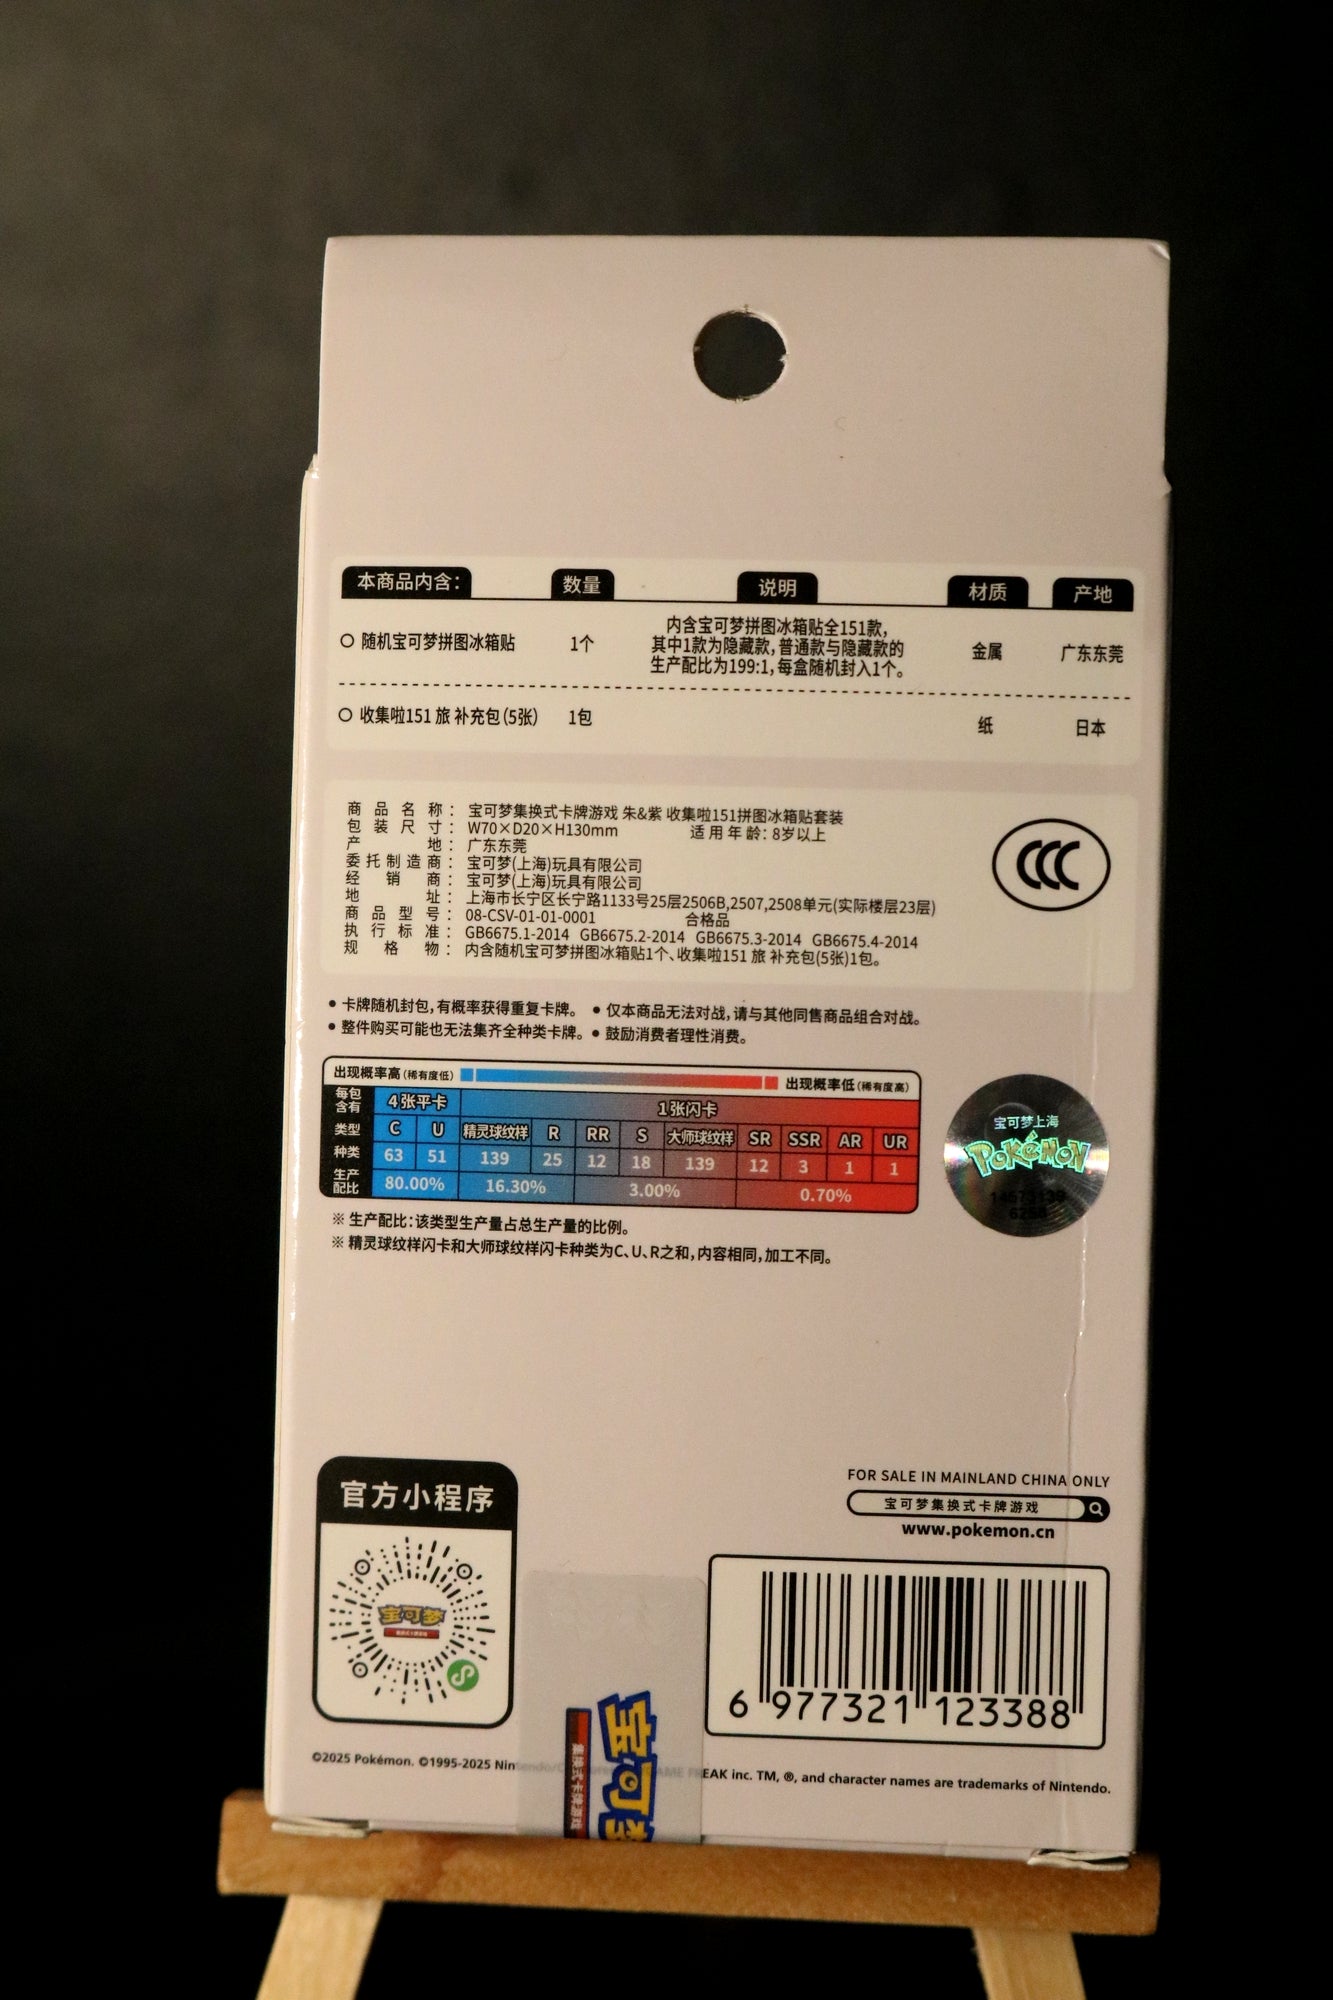 本商品内含： 数量 说明 材质 产地
○ 随机宝可梦拼图冰箱贴 1个 内含宝可梦拼图冰箱贴全151款，
其中1款为隐藏款，普通款与隐藏款的
生产配比为199:1，每盒随机封入1个。 金属 广东东莞
○ 收集啦151 旅 补充包（5张） 1包 纸 日本
商品名称： 宝可梦集换式卡牌游戏 朱&紫 收集啦151拼图冰箱贴套装
包装尺寸： W70×D20×H130mm 适用年龄：8岁以上
产地： 广东东莞
委托制造商： 宝可梦(上海)玩具有限公司
经销商： 宝可梦(上海)玩具有限公司
地址： 上海市长宁区长宁路1133号25层2506B,2507,2508单元(实际楼层23层)
商品型号： 08-CSV-01-01-0001 合格品
执行标准： GB6675.1-2014 GB6675.2-2014 GB6675.3-2014 GB6675.4-2014
规格物： 内含随机宝可梦拼图冰箱贴1个、收集啦151 旅 补充包(5张)1包。
CCC
● 卡牌随机封包，有概率获得重复卡牌。 ● 仅本商品无法对战，请与其他同售商品组合对战。
● 整件购买可能也无法集齐全种类卡牌。 ● 鼓励消费者理性消费。
出现概率高（稀有度低） 出现概率低（稀有度高）
每包含有 4张平卡 1张闪卡
类型 C U 精灵球纹样 R RR S 大师球纹样 SR SSR AR UR
种类 63 51 139 25 12 18 139 12 3 1 1
生产配比 80.00% 16.30% 3.00% 0.70%
宝可梦上海
POKéMON
※ 生产配比：该类型生产量占总生产量的比例。
※ 精灵球纹样闪卡和大师球纹样闪卡种类为C、U、R之和，内容相同，加工不同。
官方小程序
宝可梦
FOR SALE IN MAINLAND CHINA ONLY
宝可梦集换式卡牌游戏
www.pokemon.cn
6 977321 123388
宝可梦
集换式卡牌游戏
©2025 Pokémon. ©1995-2025 Nintendo/ GAME FREAK inc. TM, ®, and character names are trademarks of Nintendo.